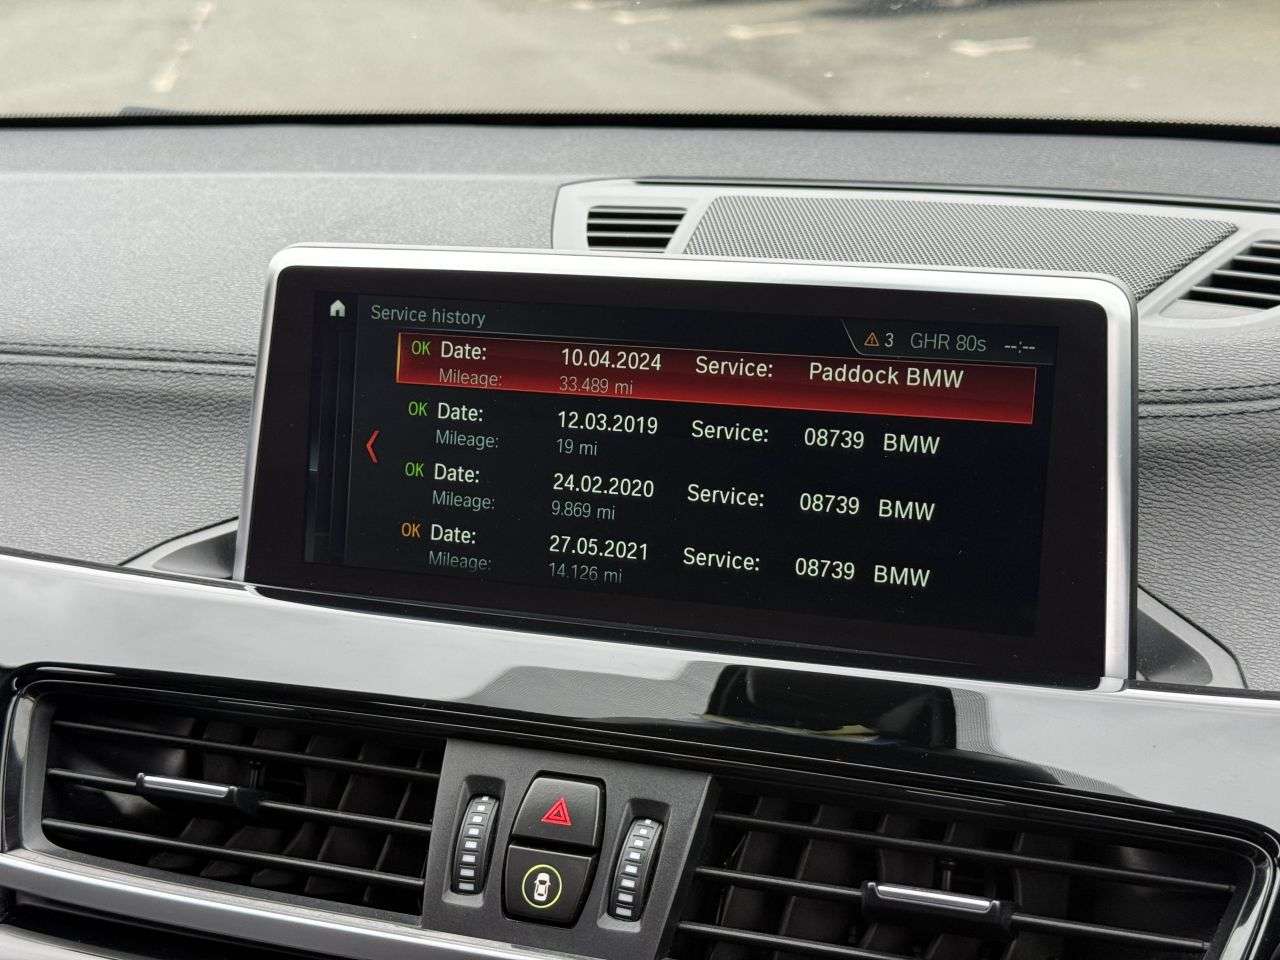 Service history
⚠ 3 GHR 80s --:--
OK Date: 10.04.2024 Service: Paddock BMW
Mileage: 33.489 mi
OK Date: 12.03.2019 Service: 08739 BMW
Mileage: 19 mi
OK Date: 24.02.2020 Service: 08739 BMW
Mileage: 9.869 mi
OK Date: 27.05.2021 Service: 08739 BMW
Mileage: 14.126 mi